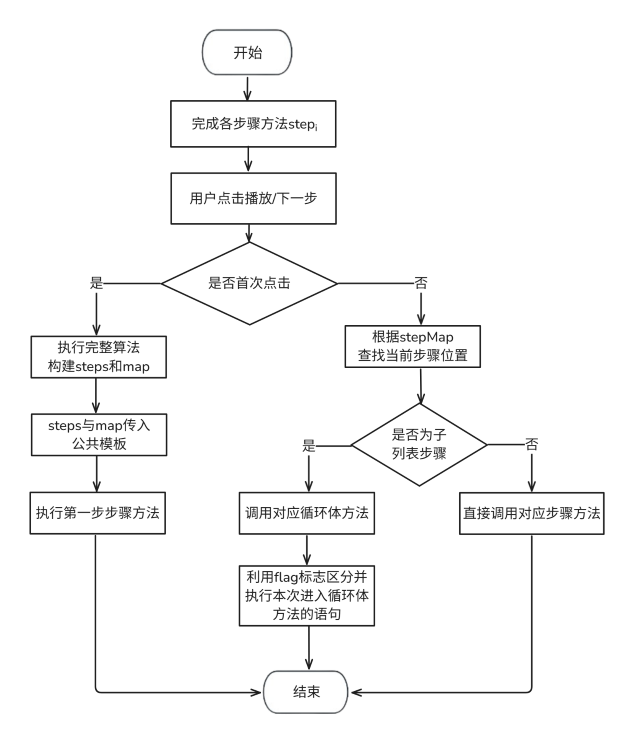 开始
完成各步骤方法stepᵢ
用户点击播放/下一步
是否首次点击
是
否
执行完整算法
构建steps和map
根据stepMap
查找当前步骤位置
steps与map传入
公共模板
是否为子
列表步骤
是
否
执行第一步步骤方法
调用对应循环体方法
直接调用对应步骤方法
利用flag标志区分并
执行本次进入循环体
方法的语句
结束